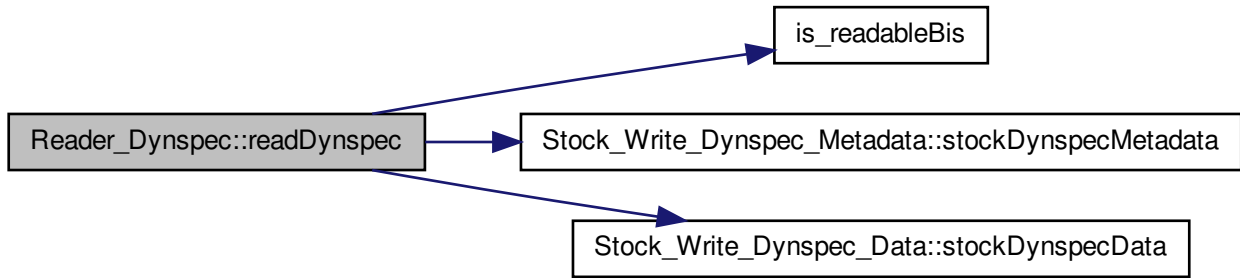 is_readableBis
Reader_Dynspec::readDynspec
Stock_Write_Dynspec_Metadata::stockDynspecMetadata
Stock_Write_Dynspec_Data::stockDynspecData